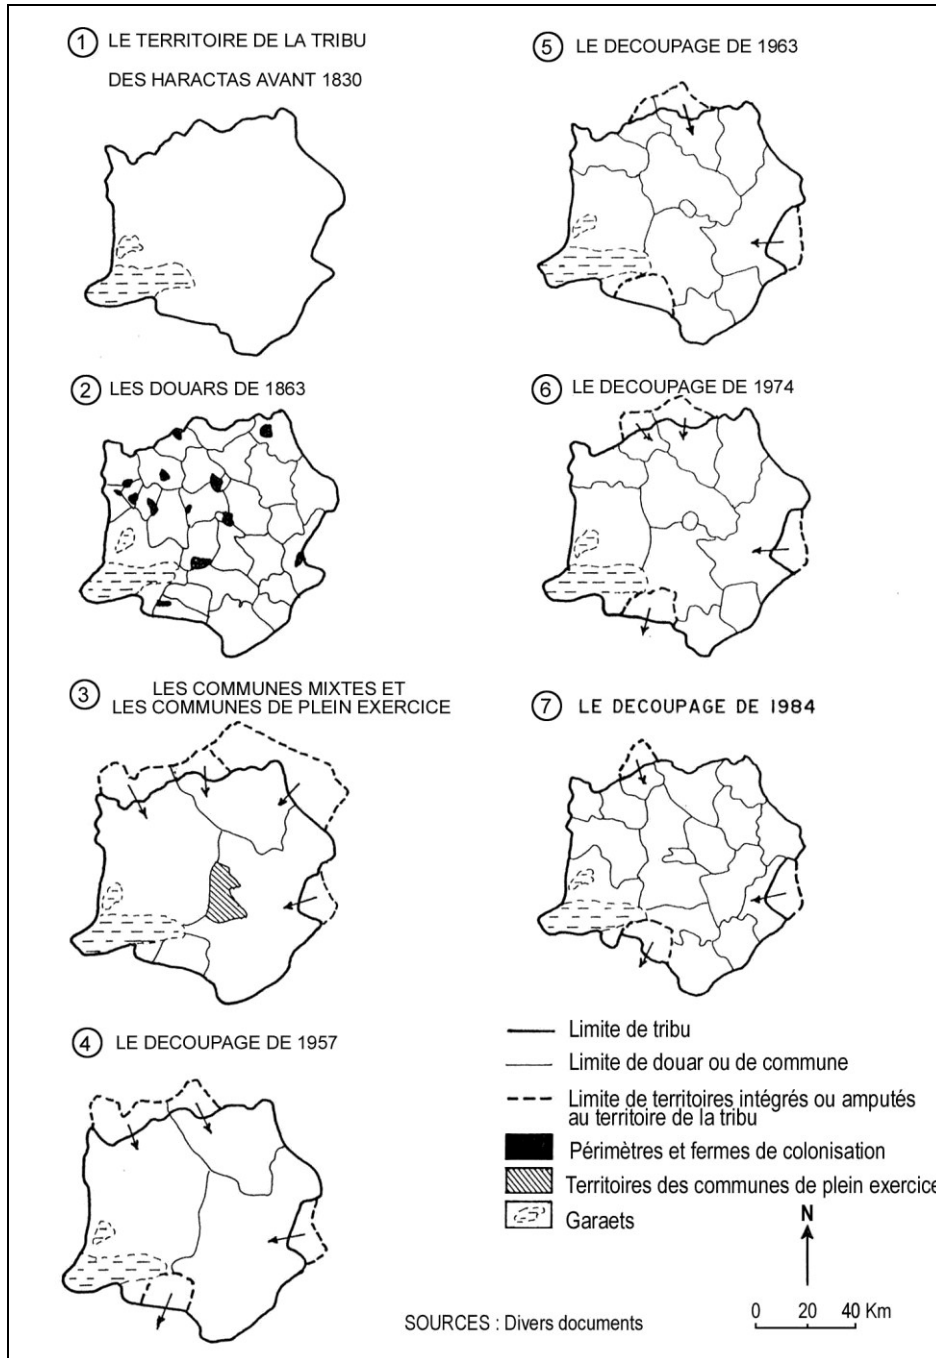 1 LE TERRITOIRE DE LA TRIBU
DES HARACTAS AVANT 1830
2 LES DOUARS DE 1863
3 LES COMMUNES MIXTES ET
LES COMMUNES DE PLEIN EXERCICE
4 LE DECOUPAGE DE 1957
5 LE DECOUPAGE DE 1963
6 LE DECOUPAGE DE 1974
7 LE DECOUPAGE DE 1984
Limite de tribu
Limite de douar ou de commune
Limite de territoires intégrés ou amputés
au territoire de la tribu
Périmètres et fermes de colonisation
Territoires des communes de plein exercice
Garaets
N
0 20 40 Km
SOURCES : Divers documents